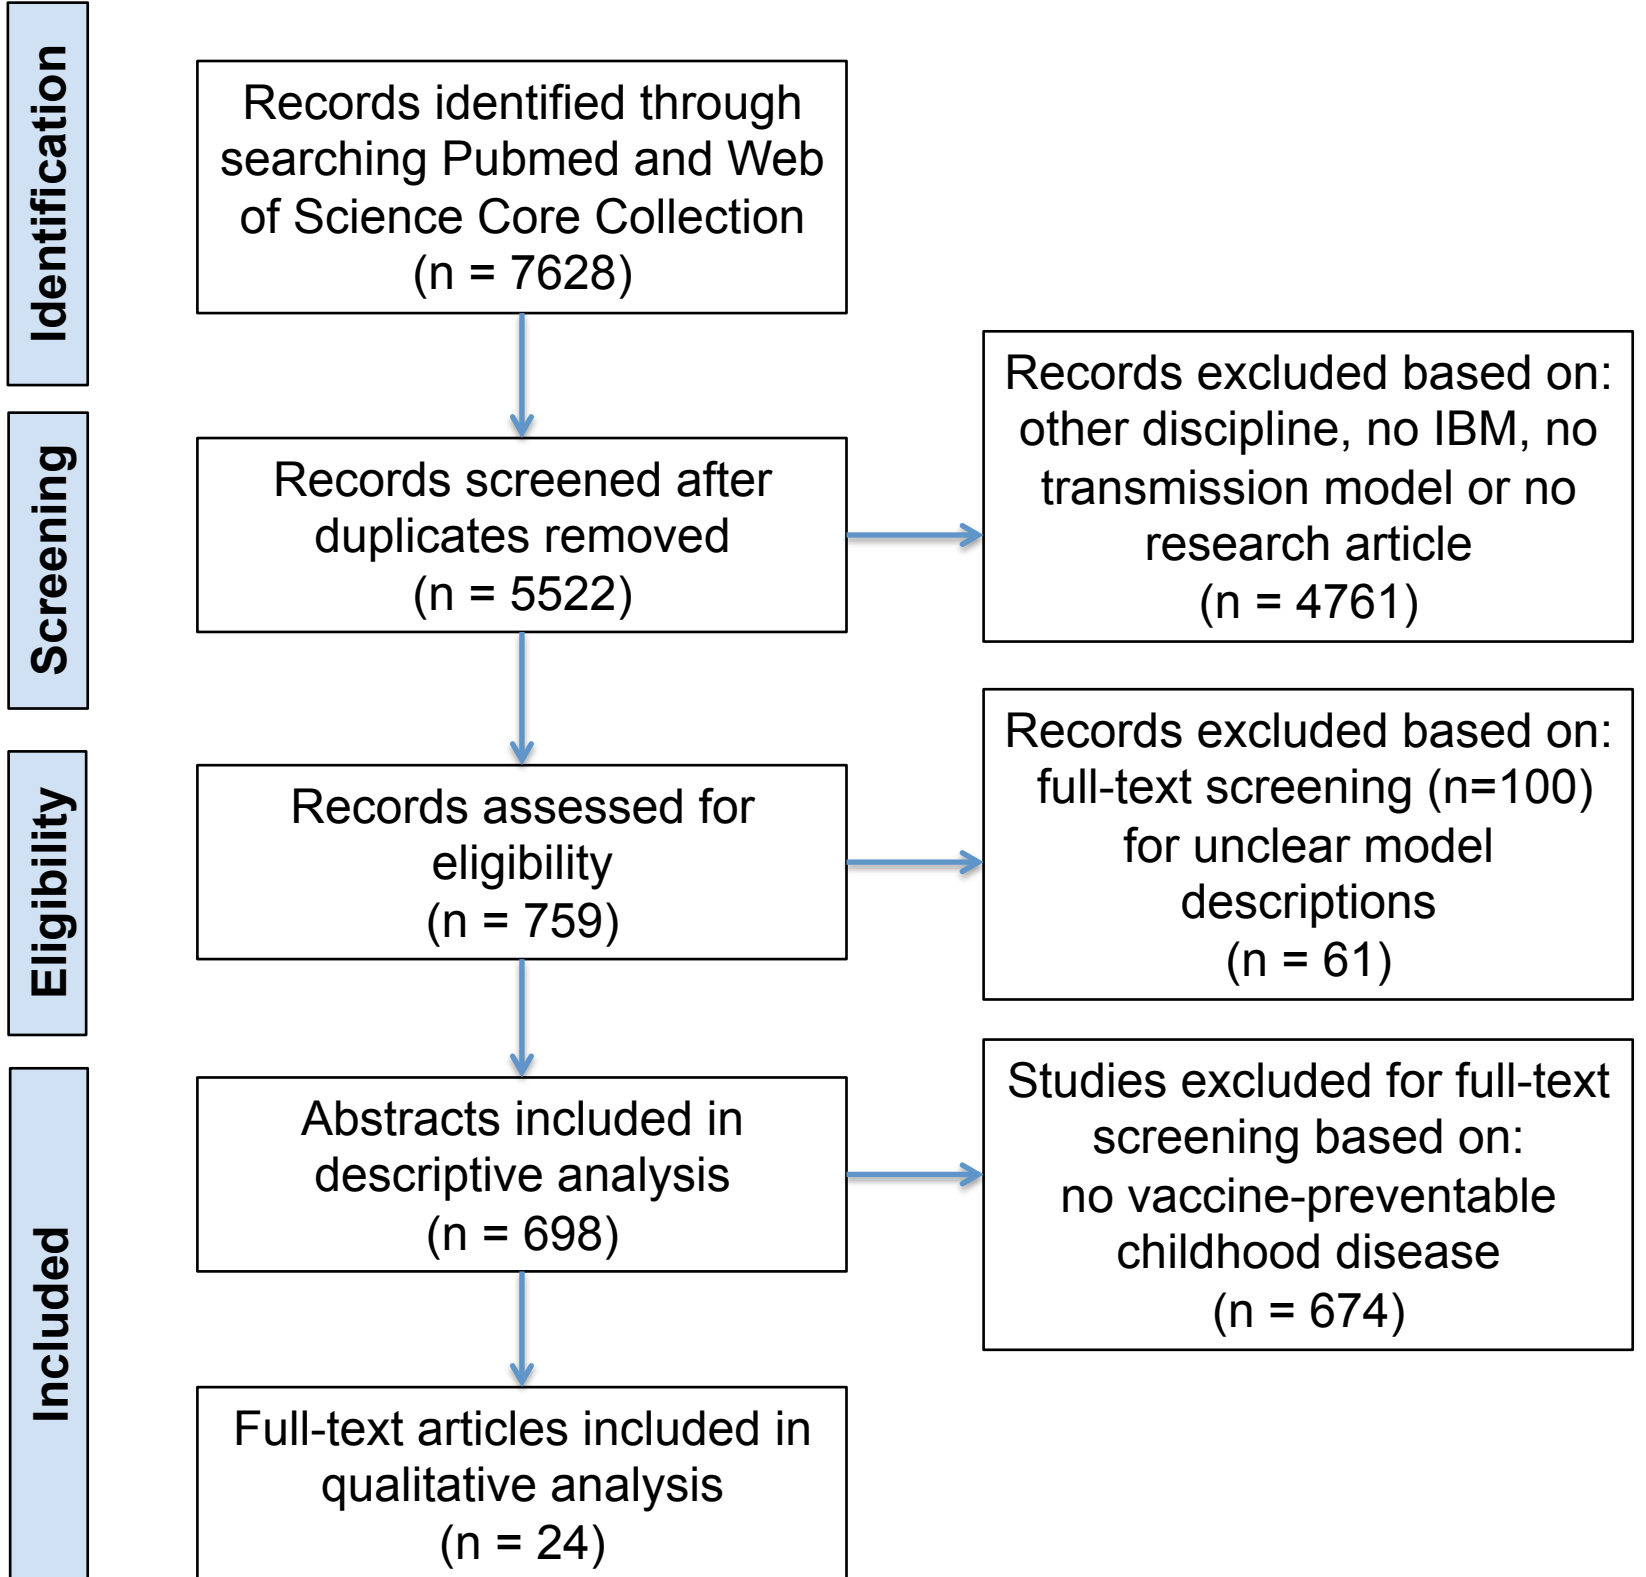 Identification
Records identified through
searching Pubmed and Web
of Science Core Collection
(n = 7628)
Records excluded based on:
other discipline, no IBM, no
transmission model or no
research article
(n = 4761)
Screening
Records screened after
duplicates removed
(n = 5522)
Records excluded based on:
full-text screening (n=100)
for unclear model
descriptions
(n = 61)
Eligibility
Records assessed for
eligibility
(n = 759)
Studies excluded for full-text
screening based on:
no vaccine-preventable
childhood disease
(n = 674)
Included
Abstracts included in
descriptive analysis
(n = 698)
Full-text articles included in
qualitative analysis
(n = 24)